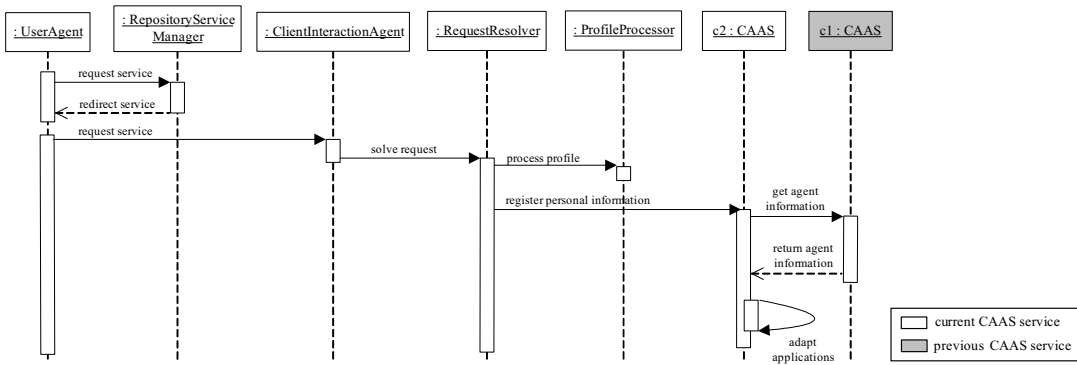 : UserAgent
: RepositoryService
Manager
: ClientInteractionAgent
: RequestResolver
: ProfileProcessor
c2 : CAAS
c1 : CAAS
request service
redirect service
request service
solve request
process profile
register personal information
get agent
information
return agent
information
adapt
applications
current CAAS service
previous CAAS service